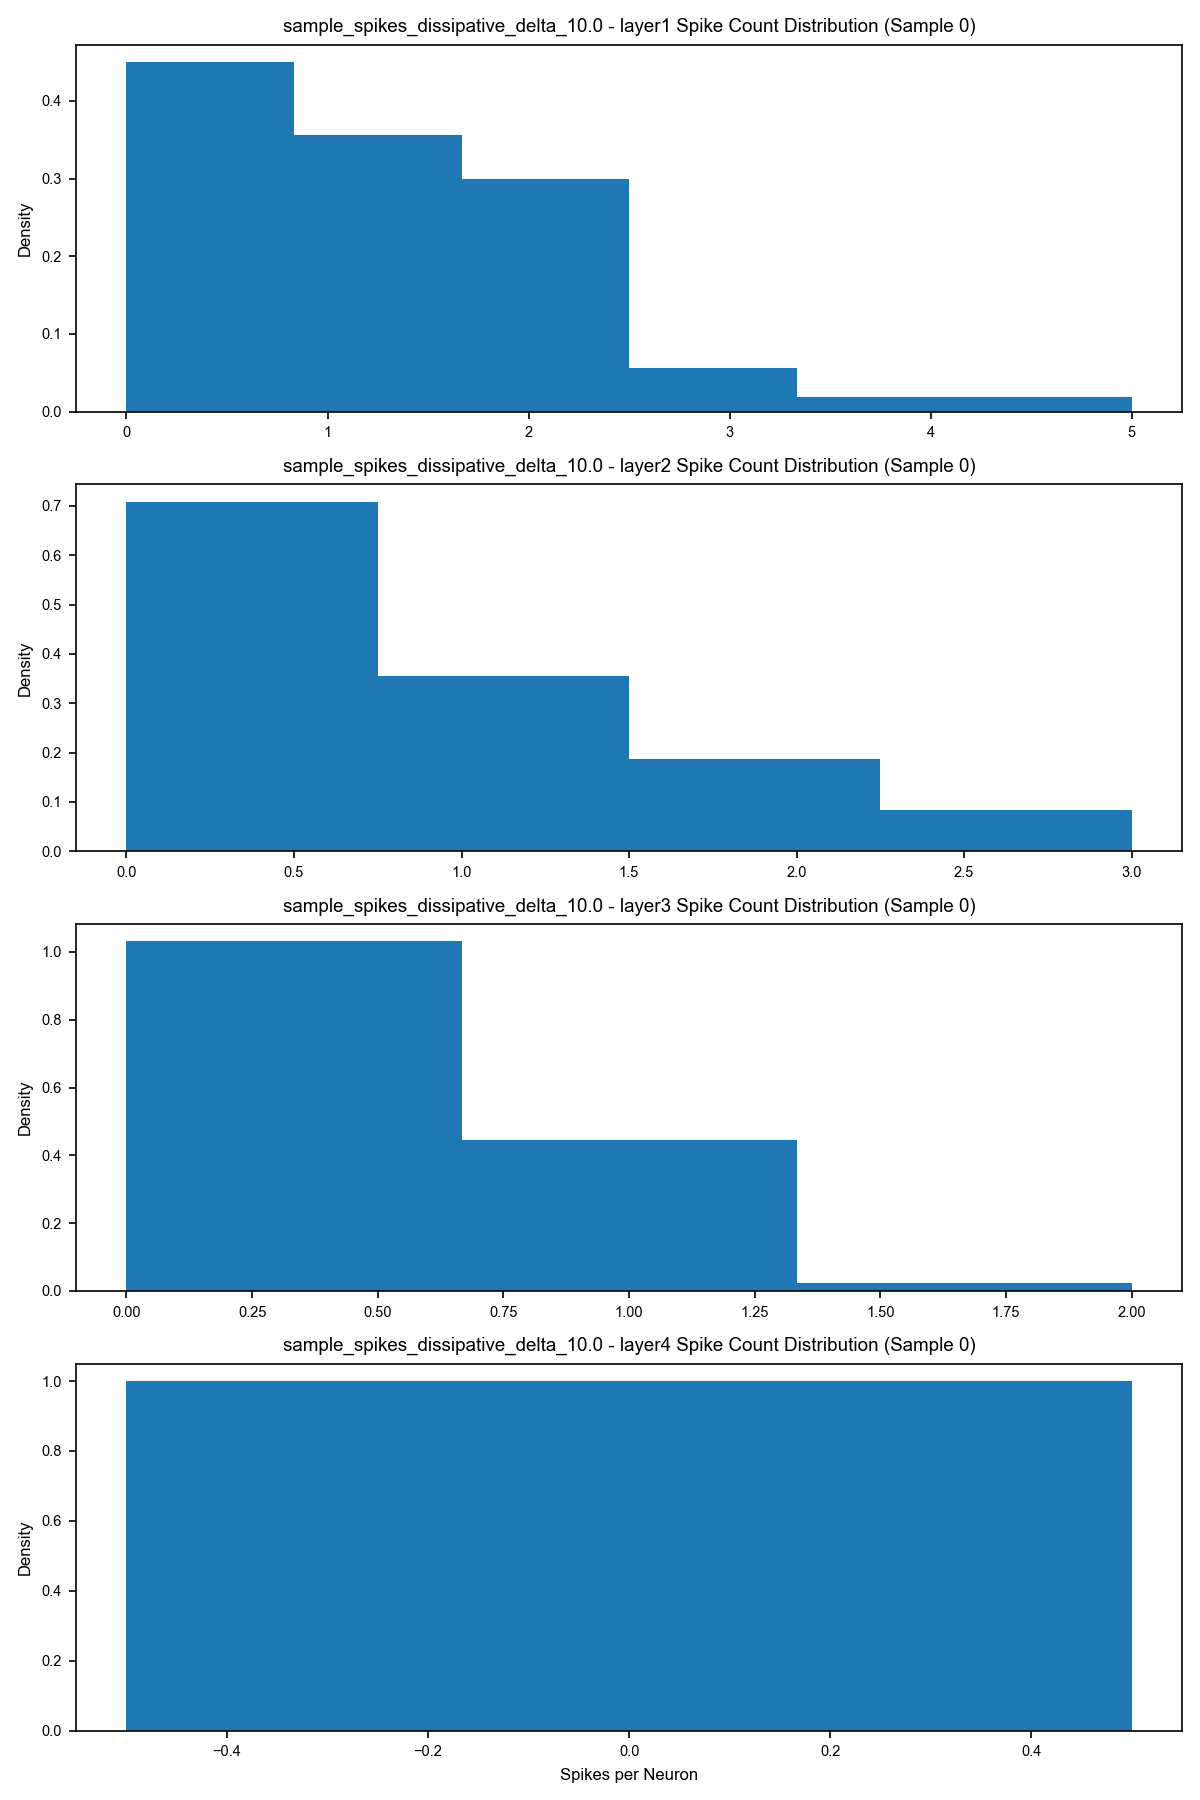 sample_spikes_dissipative_delta_10.0 - layer1 Spike Count Distribution (Sample 0)
Density
0.4
0.3
0.2
0.1
0.0
0 1 2 3 4 5
sample_spikes_dissipative_delta_10.0 - layer2 Spike Count Distribution (Sample 0)
Density
0.7
0.6
0.5
0.4
0.3
0.2
0.1
0.0
0.0 0.5 1.0 1.5 2.0 2.5 3.0
sample_spikes_dissipative_delta_10.0 - layer3 Spike Count Distribution (Sample 0)
Density
1.0
0.8
0.6
0.4
0.2
0.0
0.00 0.25 0.50 0.75 1.00 1.25 1.50 1.75 2.00
sample_spikes_dissipative_delta_10.0 - layer4 Spike Count Distribution (Sample 0)
Density
1.0
0.8
0.6
0.4
0.2
0.0
−0.4 −0.2 0.0 0.2 0.4
Spikes per Neuron